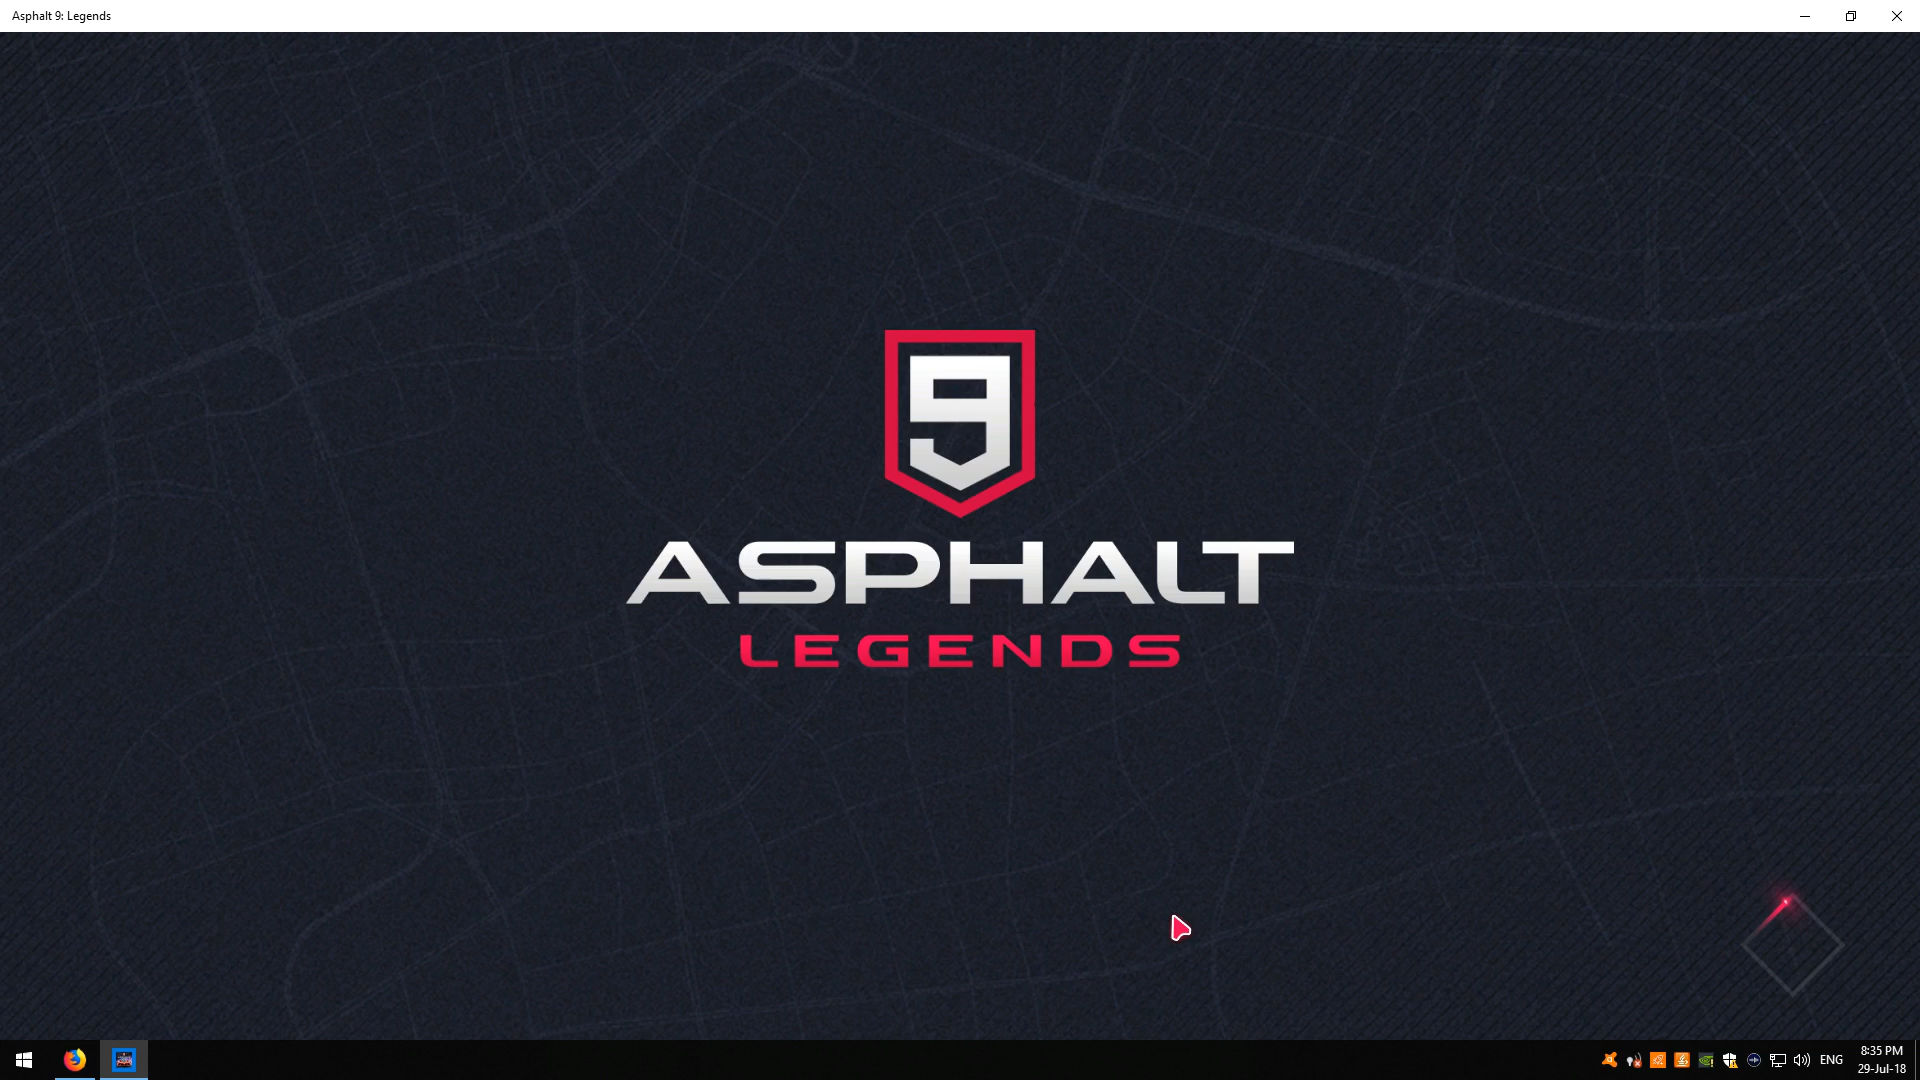 Asphalt 9: Legends
9
ASPHALT
LEGENDS
ENG
8:35 PM
29-Jul-18